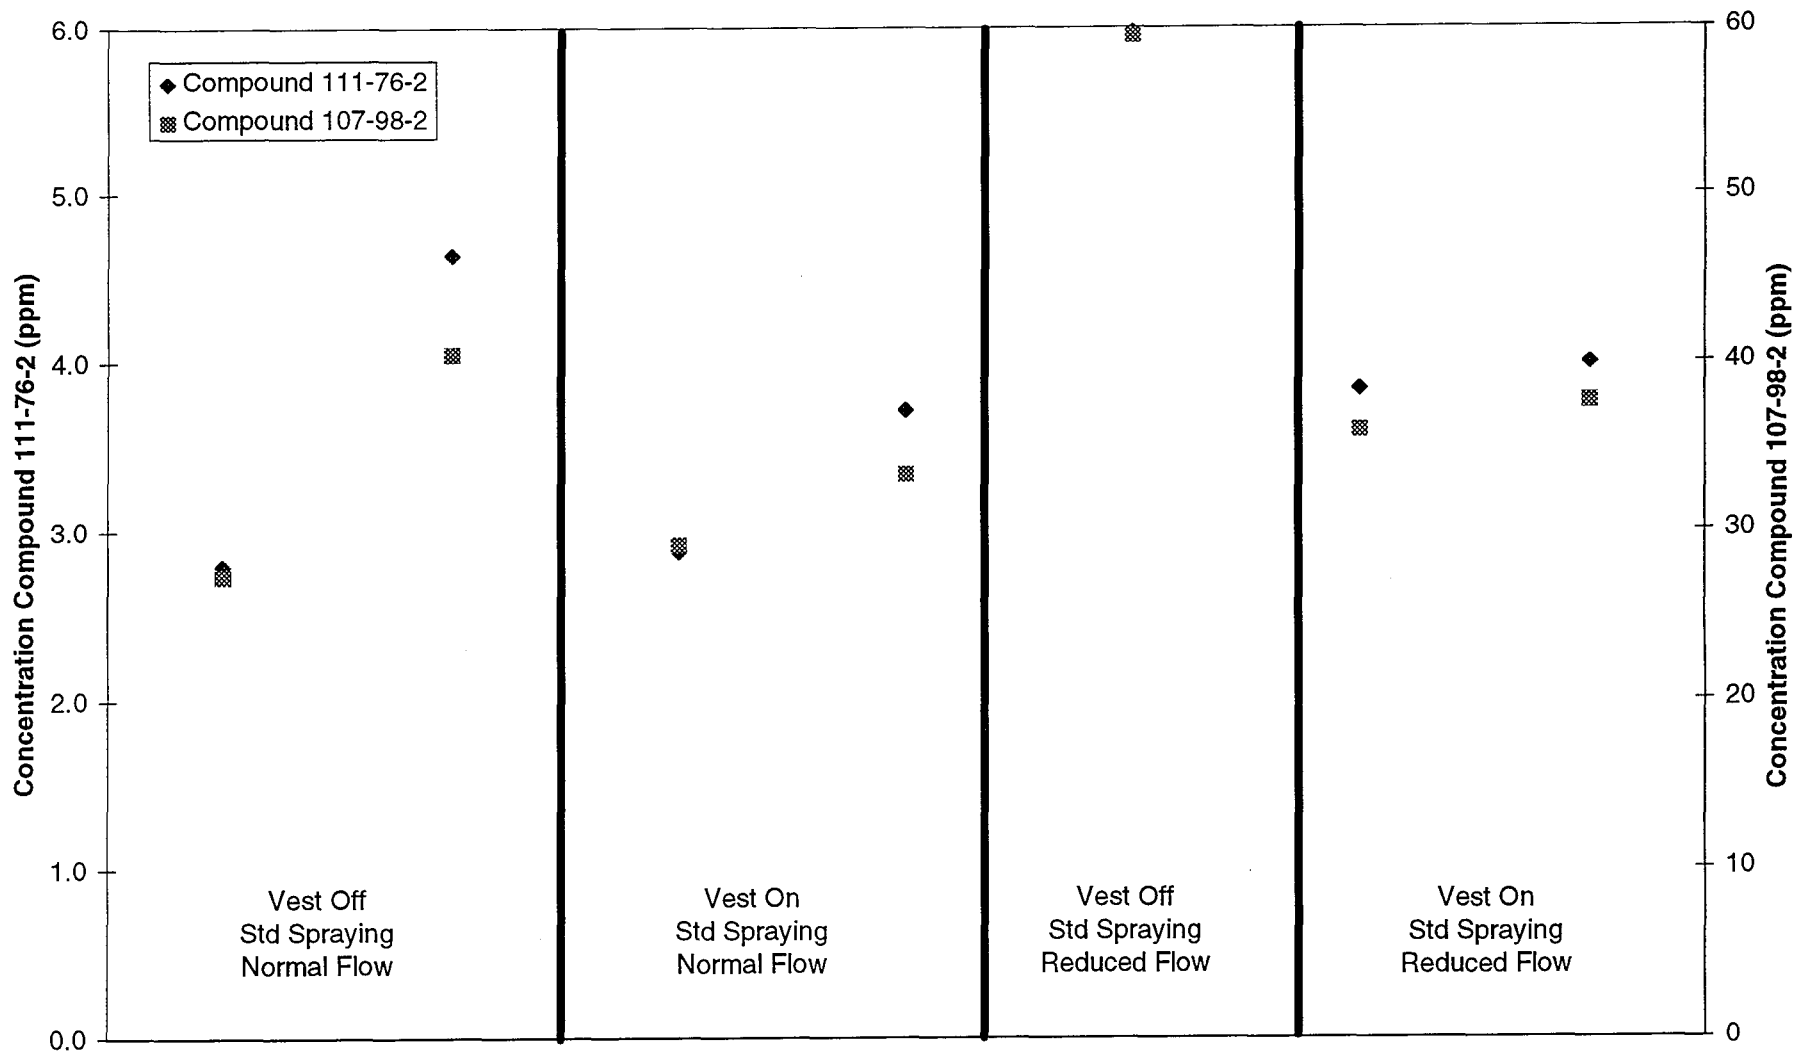 6.0
5.0
4.0
3.0
2.0
1.0
0.0
Concentration Compound 111-76-2 (ppm)
Compound 111-76-2
Compound 107-98-2
Vest Off
Std Spraying
Normal Flow
Vest On
Std Spraying
Normal Flow
Vest Off
Std Spraying
Reduced Flow
Vest On
Std Spraying
Reduced Flow
60
50
40
30
20
10
0
Concentration Compound 107-98-2 (ppm)